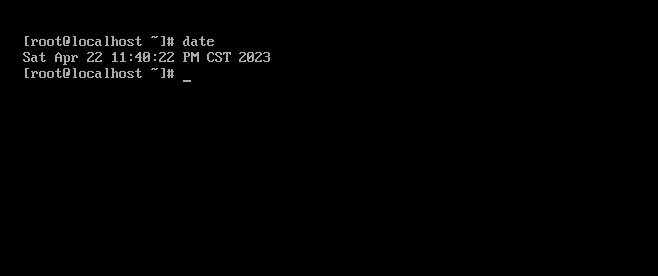 [root@localhost ~]# date
Sat Apr 22 11:40:22 PM CST 2023
[root@localhost ~]# _